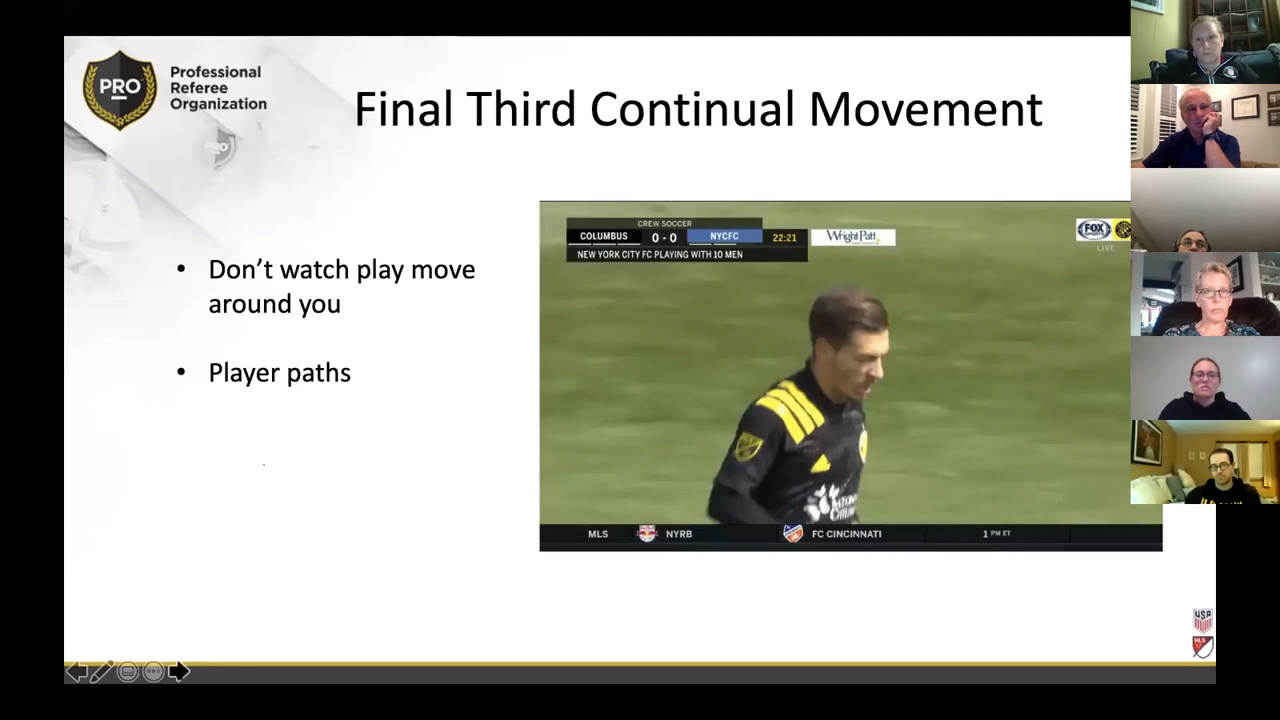 PRO
Professional
Referee
Organization
Final Third Continual Movement
• Don’t watch play move
around you
• Player paths
CREW SOCCER
COLUMBUS 0 - 0 NYCFC 22:21
NEW YORK CITY FC PLAYING WITH 10 MEN
Wright-Patt
FOX
LIVE
MLS NYRB FC CINCINNATI 1 PM ET
USA
MLS